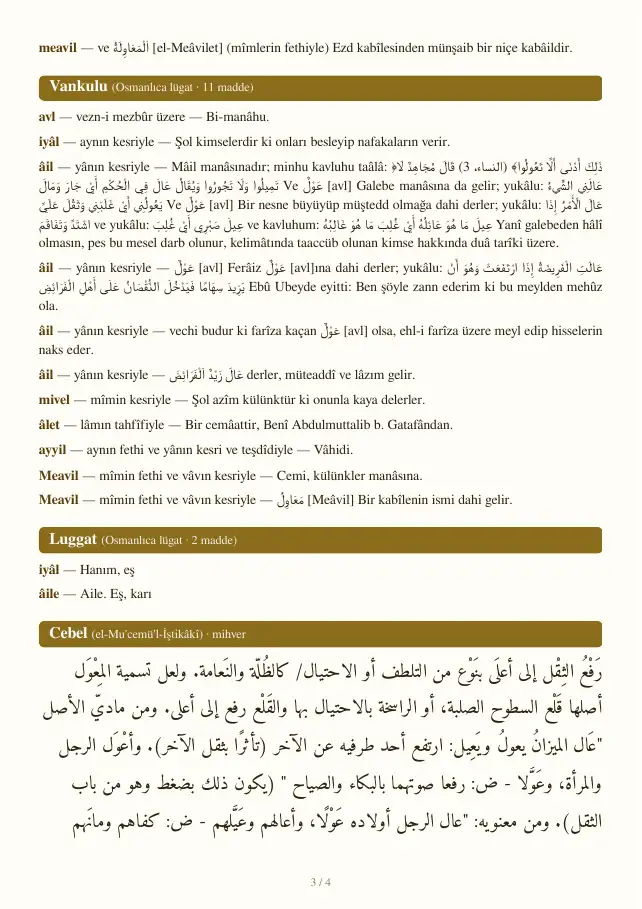 meavil — ve اَلْمَعَاوِلَةُ [el-Meâvilet] (mîmlerin fethiyle) Ezd kabîlesinden münşaib bir niçe kabâildir.
Vankulu (Osmanlıca lügat · 11 madde)
avl — vezn-i mezbûr üzere — Bi-manâhu.
iyâl — aynın kesriyle — Şol kimselerdir ki onları besleyip nafakaların verir.
âil — yânın kesriyle — Mâil manâsınadır; minhu kavluhu taâlâ: ﴿ذَلِكَ أَدْنَى أَلَّا تَعُولُوا﴾ (النساء، 3) قَالَ مُجَاهِدٌ لَا
تَمِيلُوا وَلَا تَجُورُوا وَيُقَالُ عَالَ فِي الْحُكْمِ أَيْ جَارَ وَمَالَ Ve عَوْلٌ [avl] Galebe manâsına da gelir; yukâlu: عَالَنِي الشَّيْءُ
يَعُولُنِي أَيْ غَلَبَنِي وَثَقُلَ عَلَيَّ Ve عَوْلٌ [avl] Bir nesne büyüyüp müştedd olmağa dahi derler; yukâlu: عَالَ الْأَمْرُ إِذَا
اشْتَدَّ وَتَفَاقَمَ ve yukâlu: عِيلَ صَبْرِي أَيْ غُلِبَ ve kavluhum: عِيلَ مَا هُوَ عَائِلُهُ أَيْ غُلِبَ مَا هُوَ غَالِبُهُ Yanî galebeden hâlî
olmasın, pes bu mesel darb olunur, kelimâtında taaccüb olunan kimse hakkında duâ tarîki üzere.
âil — yânın kesriyle — عَوْلٌ [avl] Ferâiz عَوْلٌ [avl]ına dahi derler; yukâlu: عَالَتِ الْفَرِيضَةُ إِذَا ارْتَفَعَتْ وَهُوَ أَنْ
يَزِيدَ سِهَامًا فَيَدْخُلَ النُّقْصَانُ عَلَى أَهْلِ الْفَرَائِضِ Ebû Ubeyde eyitti: Ben şöyle zann ederim ki bu meylden mehûz
ola.
âil — yânın kesriyle — vechi budur ki farîza kaçan عَوْلٌ [avl] olsa, ehl-i farîza üzere meyl edip hisselerin
naks eder.
âil — yânın kesriyle — عَالَ زَيْدٌ اَلْفَرَائِضَ derler, müteaddî ve lâzım gelir.
mivel — mîmin kesriyle — Şol azîm külünktür ki onunla kaya delerler.
âlet — lâmın tahfîfiyle — Bir cemâattir, Benî Abdulmuttalib b. Gatafândan.
ayyil — aynın fethi ve yânın kesri ve teşdîdiyle — Vâhidi.
Meavil — mîmin fethi ve vâvın kesriyle — Cemi, külünkler manâsına.
Meavil — mîmin fethi ve vâvın kesriyle — مَعَاوِلُ [Meâvil] Bir kabîlenin ismi dahi gelir.
Luggat (Osmanlıca lügat · 2 madde)
iyâl — Hanım, eş
âile — Aile. Eş, karı
Cebel (el-Mu'cemü'l-İştikâkî) · mihver
رَفْعُ الثِقْل إلى أعلَى بنَوْع من التلطف أو الاحتيال/ كالظُلّة والنَعامة. ولعل تسمية المِعْوَل
أصلها قَلْع السطوح الصلبة، أو الراسخة بالاحتيال بها والقَلْع رفع إلى أعلى. ومن ماديّ الأصل
"عَال الميزانُ يعولُ ويَعِيل: ارتفع أحد طرفيه عن الآخر (تأثرًا بثقل الآخر). وأعْوَل الرجل
والمرأة، وعَوَّلا - ض: رفعا صوتهما بالبكاء والصياح " (يكون ذلك بضغط وهو من باب
الثقل). ومن معنويه: "عال الرجل أولاده عَوْلًا، وأعالهم وعَيَّلهم - ض: كفاهم ومانَهم
3 / 4